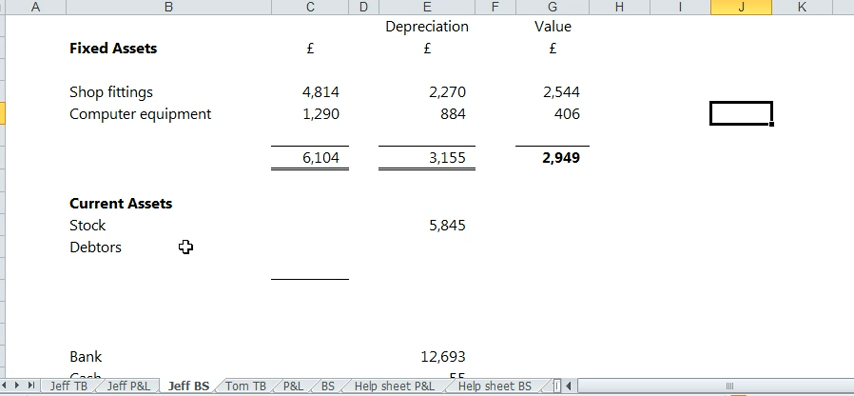 A B C D E F G H I J K
Depreciation Value
Fixed Assets £ £ £
Shop fittings 4,814 2,270 2,544
Computer equipment 1,290 884 406
6,104 3,155 2,949
Current Assets
Stock 5,845
Debtors
Bank 12,693
Cash 55
Jeff TB Jeff P&L Jeff BS Tom TB P&L BS Help sheet P&L Help sheet BS